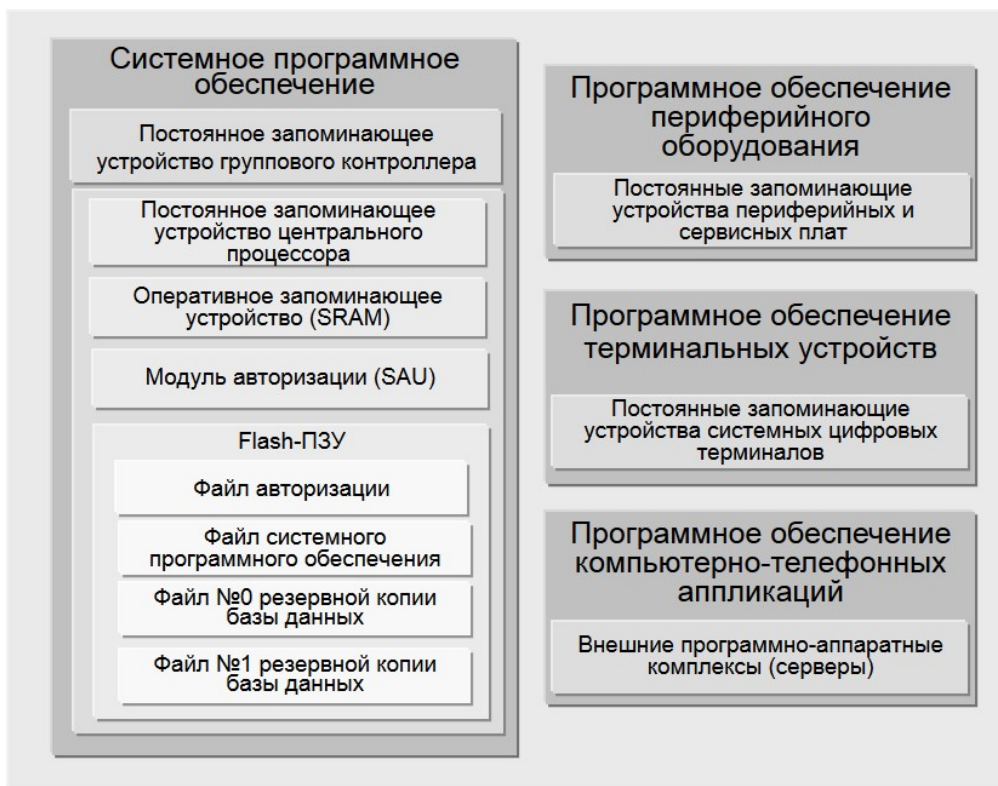 Системное программное
обеспечение
Постоянное запоминающее
устройство группового контроллера
Постоянное запоминающее
устройство центрального
процессора
Оперативное запоминающее
устройство (SRAM)
Модуль авторизации (SAU)
Flash-ПЗУ
Файл авторизации
Файл системного
программного обеспечения
Файл №0 резервной копии
базы данных
Файл №1 резервной копии
базы данных
Программное обеспечение
периферийного
оборудования
Постоянные запоминающие
устройства периферийных и
сервисных плат
Программное обеспечение
терминальных устройств
Постоянные запоминающие
устройства системных цифровых
терминалов
Программное обеспечение
компьютерно-телефонных
аппликаций
Внешние программно-аппаратные
комплексы (серверы)